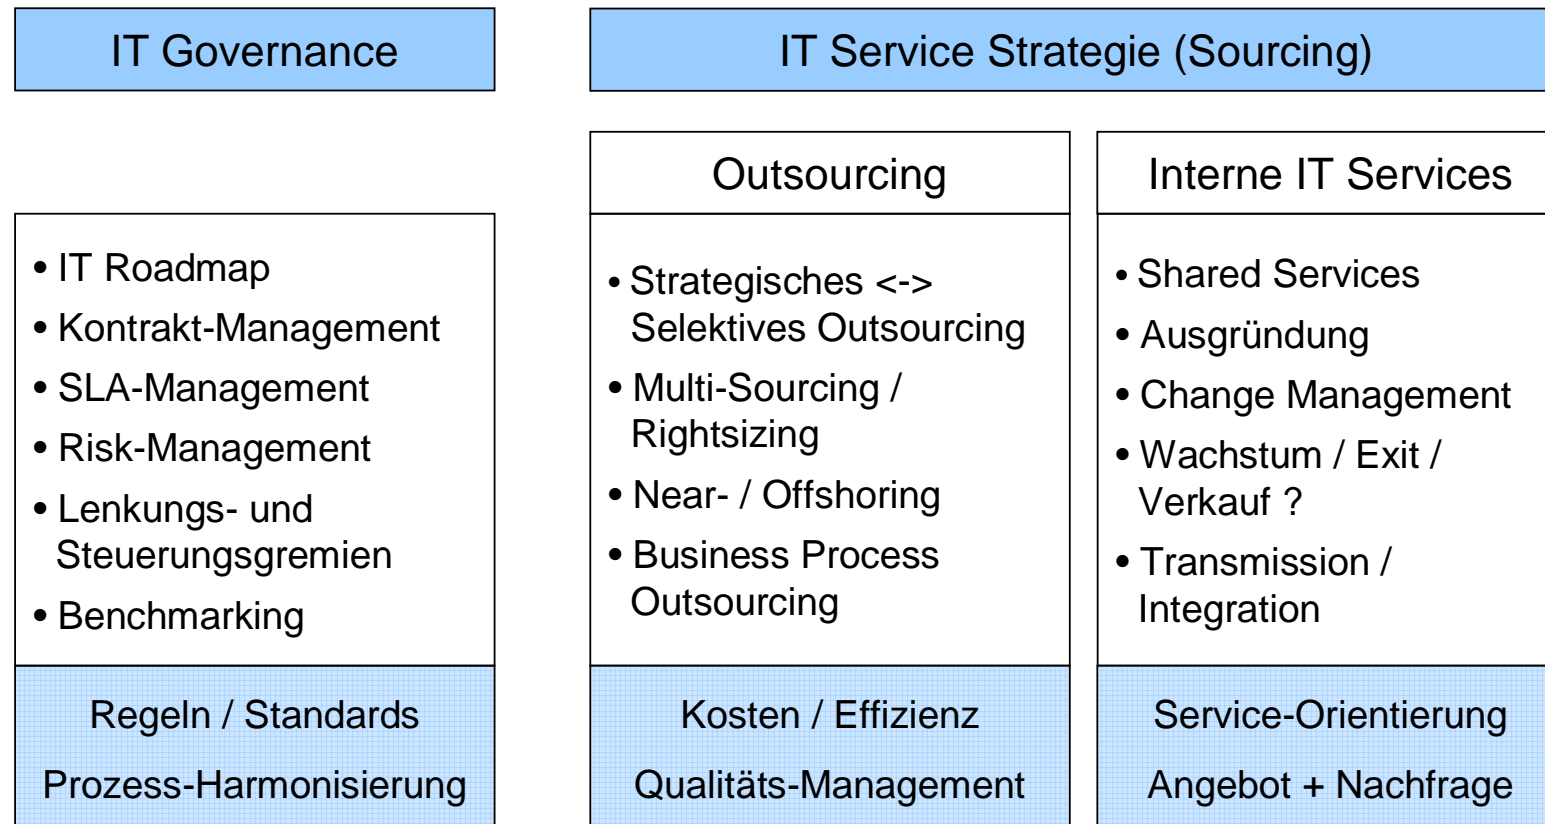 IT Governance
IT Service Strategie (Sourcing)
• IT Roadmap
• Kontrakt-Management
• SLA-Management
• Risk-Management
• Lenkungs- und
Steuerungsgremien
• Benchmarking
Regeln / Standards
Prozess-Harmonisierung
Outsourcing
• Strategisches <->
Selektives Outsourcing
• Multi-Sourcing /
Rightsizing
• Near- / Offshoring
• Business Process
Outsourcing
Kosten / Effizienz
Qualitäts-Management
Interne IT Services
• Shared Services
• Ausgründung
• Change Management
• Wachstum / Exit /
Verkauf ?
• Transmission /
Integration
Service-Orientierung
Angebot + Nachfrage